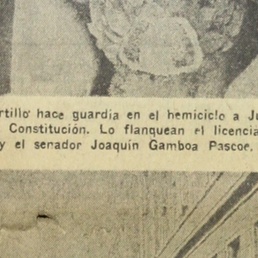 rtillo hace guardia en el hemiciclo a Ju
Constitución. Lo flanquean el licencia
y el senador Joaquín Gamboa Pascoe.